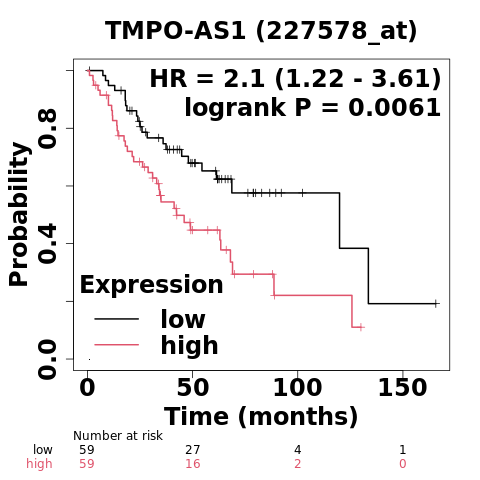 TMPO-AS1 (227578_at)
HR = 2.1 (1.22 - 3.61)
logrank P = 0.0061
Probability
0.8
0.4
0.0
Expression
low
high
0 50 100 150
Time (months)
Number at risk
low 59 27 4 1
high 59 16 2 0